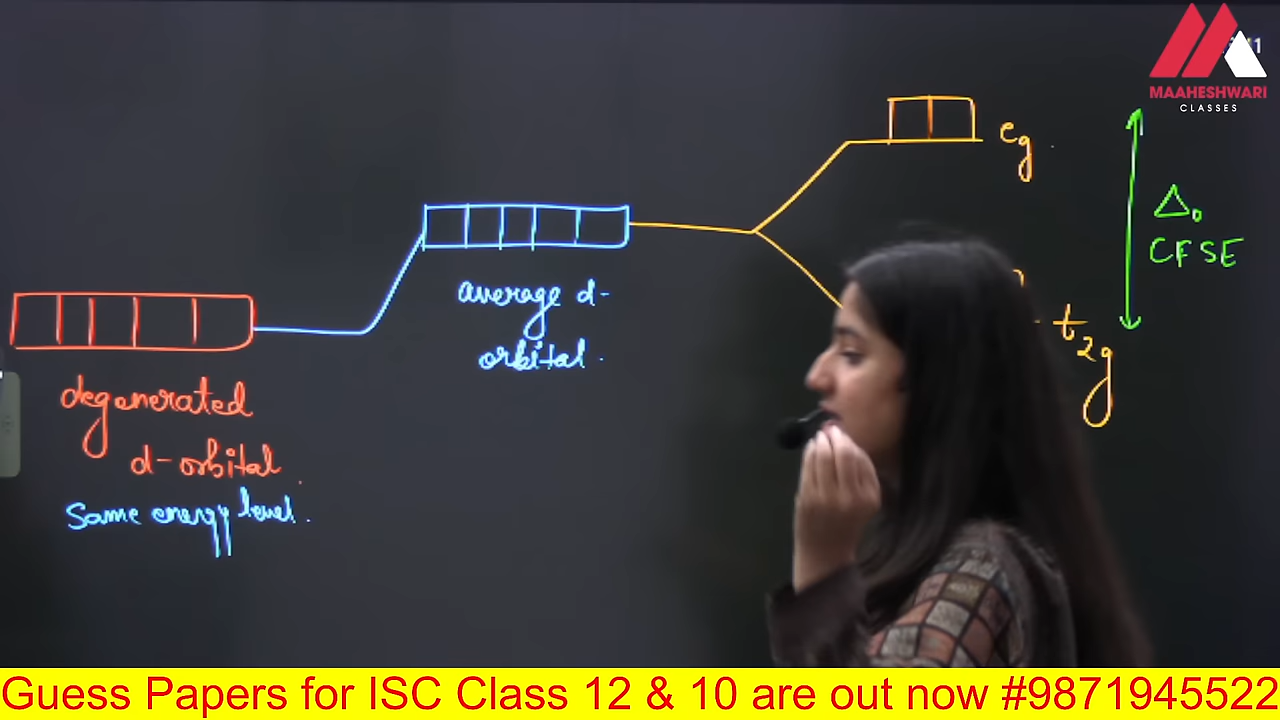 MAAHESHWARI
CLASSES
eg
Δo
CFSE
t2g
average d-
orbital.
degenerated
d-orbital.
Same energy level.
Guess Papers for ISC Class 12 & 10 are out now #9871945522